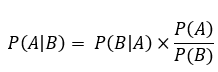 P(A|B) = P(B|A) × P(A)/P(B)